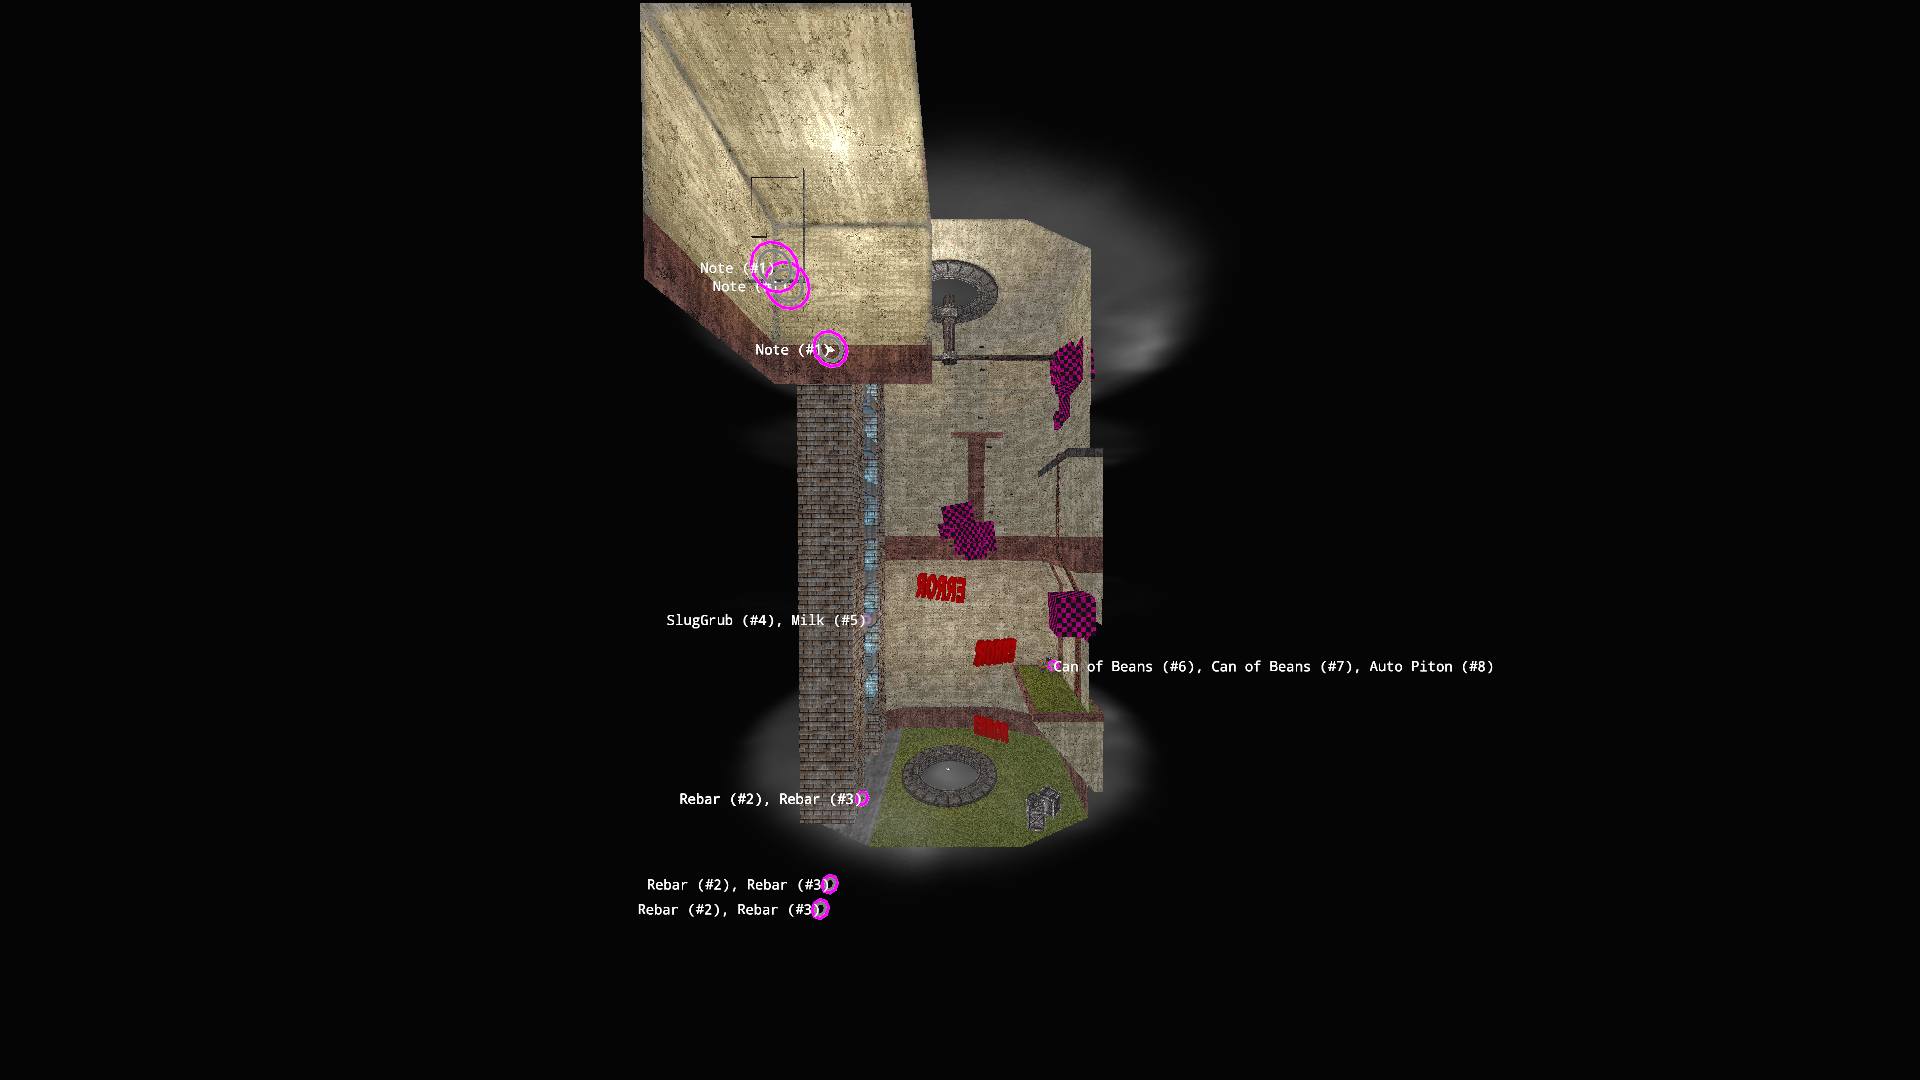 Note (#1)
Note (
Note (#1)
ERROR
SlugGrub (#4), Milk (#5)
Can of Beans (#6), Can of Beans (#7), Auto Piton (#8)
Rebar (#2), Rebar (#3)
Rebar (#2), Rebar (#3)
Rebar (#2), Rebar (#3)